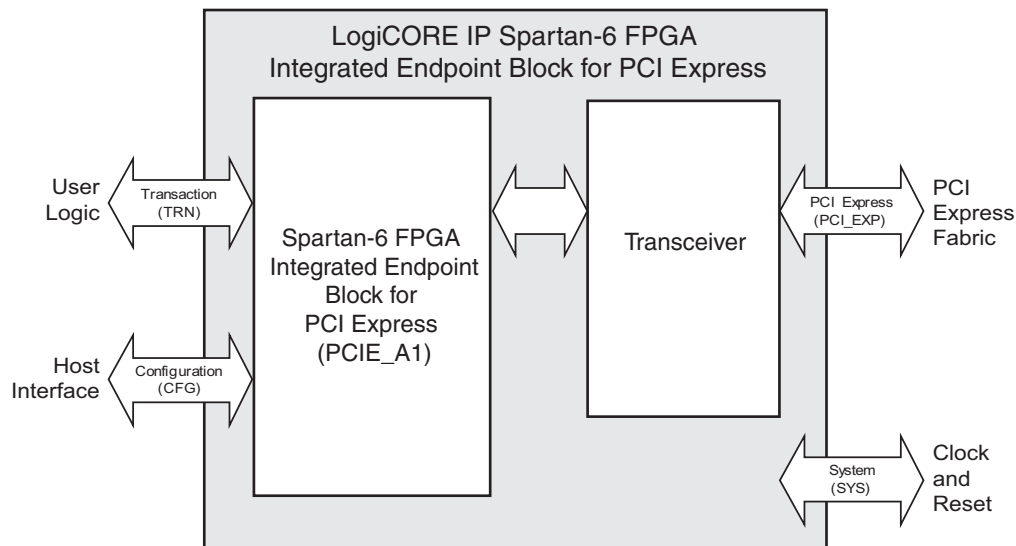 LogiCORE IP Spartan-6 FPGA
Integrated Endpoint Block for PCI Express
User
Logic
Transaction
(TRN)
Spartan-6 FPGA
Integrated Endpoint
Block for
PCI Express
(PCIE_A1)
Transceiver
PCI Express
(PCI_EXP)
PCI
Express
Fabric
Host
Interface
Configuration
(CFG)
System
(SYS)
Clock
and
Reset